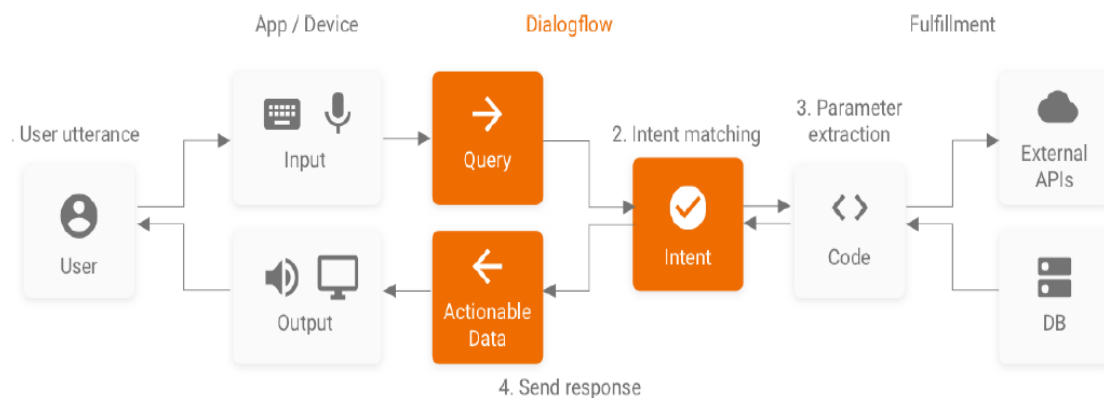 App / Device
Dialogflow
Fulfillment
. User utterance
Input
Query
2. Intent matching
3. Parameter
extraction
External
APIs
User
Intent
Code
Output
Actionable
Data
DB
4. Send response